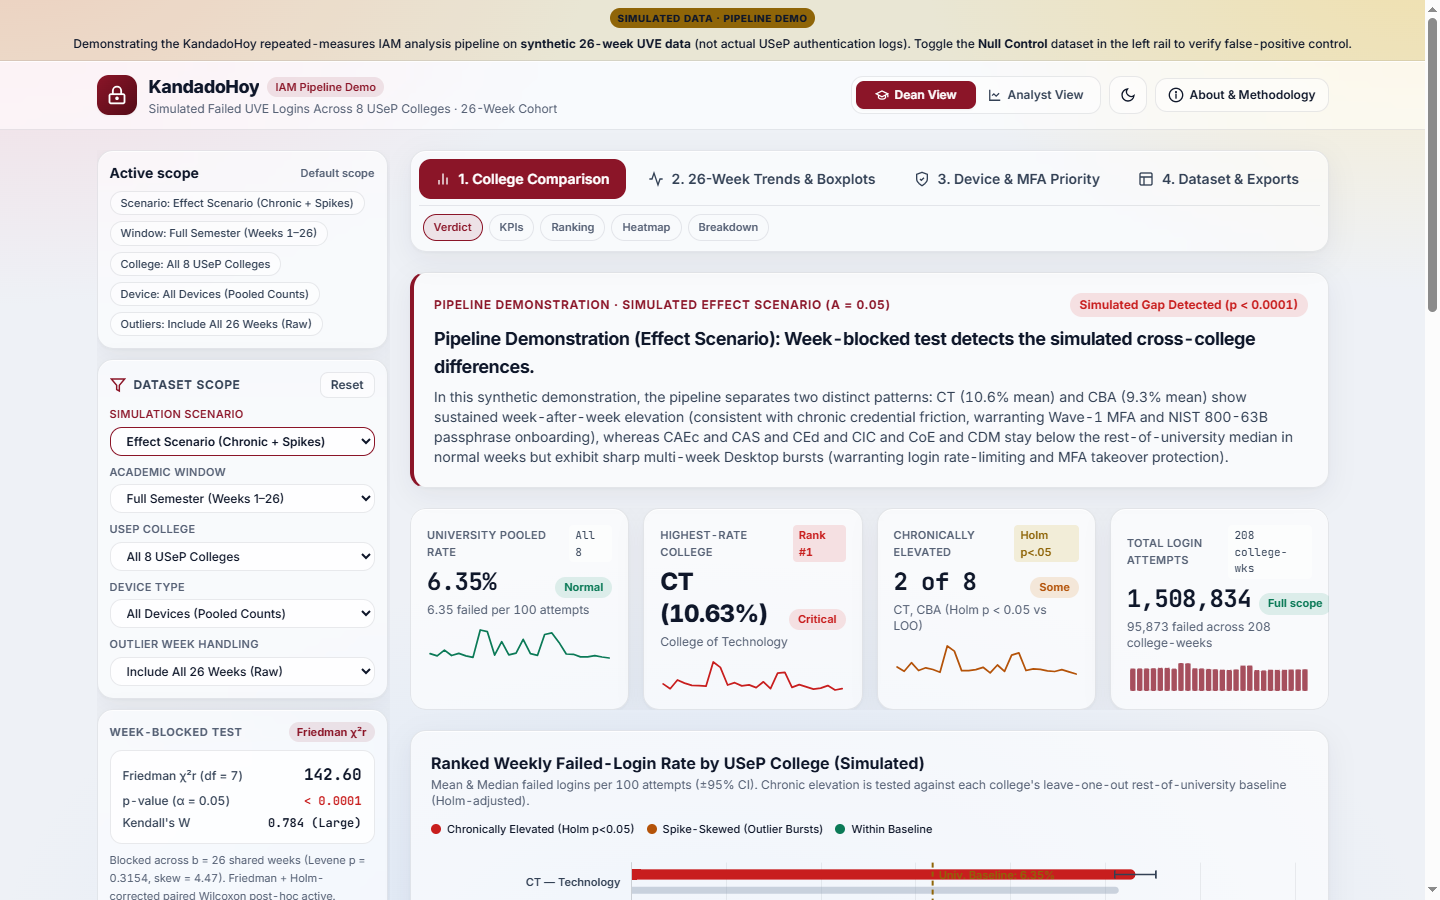 SIMULATED DATA · PIPELINE DEMO
Demonstrating the KandadoHoy repeated-measures IAM analysis pipeline on synthetic 26-week UVE data (not actual USeP authentication logs). Toggle the Null Control dataset in the left rail to verify false-positive control.
KandadoHoy
IAM Pipeline Demo
Simulated Failed UVE Logins Across 8 USeP Colleges · 26-Week Cohort
Dean View
Analyst View
About & Methodology
Active scope
Default scope
Scenario: Effect Scenario (Chronic + Spikes)
Window: Full Semester (Weeks 1–26)
College: All 8 USeP Colleges
Device: All Devices (Pooled Counts)
Outliers: Include All 26 Weeks (Raw)
DATASET SCOPE
Reset
SIMULATION SCENARIO
Effect Scenario (Chronic + Spikes)
ACADEMIC WINDOW
Full Semester (Weeks 1–26)
USEP COLLEGE
All 8 USeP Colleges
DEVICE TYPE
All Devices (Pooled Counts)
OUTLIER WEEK HANDLING
Include All 26 Weeks (Raw)
WEEK-BLOCKED TEST
Friedman χ²r
Friedman χ²r (df = 7)
142.60
p-value (α = 0.05)
< 0.0001
Kendall's W
0.784 (Large)
Blocked across b = 26 shared weeks (Levene p =
0.3154, skew = 4.47). Friedman + Holm-
corrected paired Wilcoxon post-hoc active.
1. College Comparison
2. 26-Week Trends & Boxplots
3. Device & MFA Priority
4. Dataset & Exports
Verdict
KPIs
Ranking
Heatmap
Breakdown
PIPELINE DEMONSTRATION · SIMULATED EFFECT SCENARIO (A = 0.05)
Simulated Gap Detected (p < 0.0001)
Pipeline Demonstration (Effect Scenario): Week-blocked test detects the simulated cross-college
differences.
In this synthetic demonstration, the pipeline separates two distinct patterns: CT (10.6% mean) and CBA (9.3% mean) show
sustained week-after-week elevation (consistent with chronic credential friction, warranting Wave-1 MFA and NIST 800-63B
passphrase onboarding), whereas CAEc and CAS and CEd and CIC and CoE and CDM stay below the rest-of-university median in
normal weeks but exhibit sharp multi-week Desktop bursts (warranting login rate-limiting and MFA takeover protection).
UNIVERSITY POOLED
RATE
All
8
6.35%
Normal
6.35 failed per 100 attempts
HIGHEST-RATE
COLLEGE
Rank
#1
CT
(10.63%)
Critical
College of Technology
CHRONICALLY
ELEVATED
Holm
p<.05
2 of 8
Some
CT, CBA (Holm p < 0.05 vs
LOO)
TOTAL LOGIN
ATTEMPTS
208
college-
wks
1,508,834
Full scope
95,873 failed across 208
college-weeks
Ranked Weekly Failed-Login Rate by USeP College (Simulated)
Mean & Median failed logins per 100 attempts (±95% CI). Chronic elevation is tested against each college's leave-one-out rest-of-university baseline
(Holm-adjusted).
Chronically Elevated (Holm p<0.05)
Spike-Skewed (Outlier Bursts)
Within Baseline
CT — Technology
Univ. Baseline: 6.35%